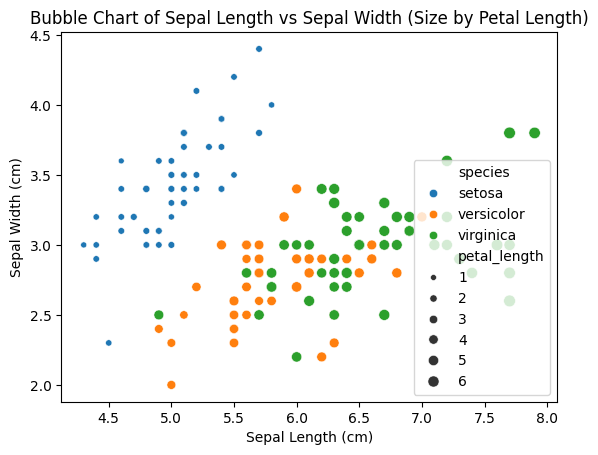 Bubble Chart of Sepal Length vs Sepal Width (Size by Petal Length)
4.5
4.0
3.5
3.0
2.5
2.0
Sepal Width (cm)
species
setosa
versicolor
virginica
petal_length
1
2
3
4
5
6
4.5 5.0 5.5 6.0 6.5 7.0 7.5 8.0
Sepal Length (cm)